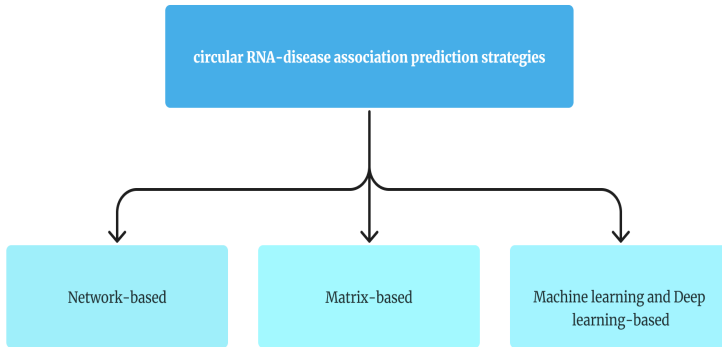 circular RNA-disease association prediction strategies
Network-based
Matrix-based
Machine learning and Deep
learning-based